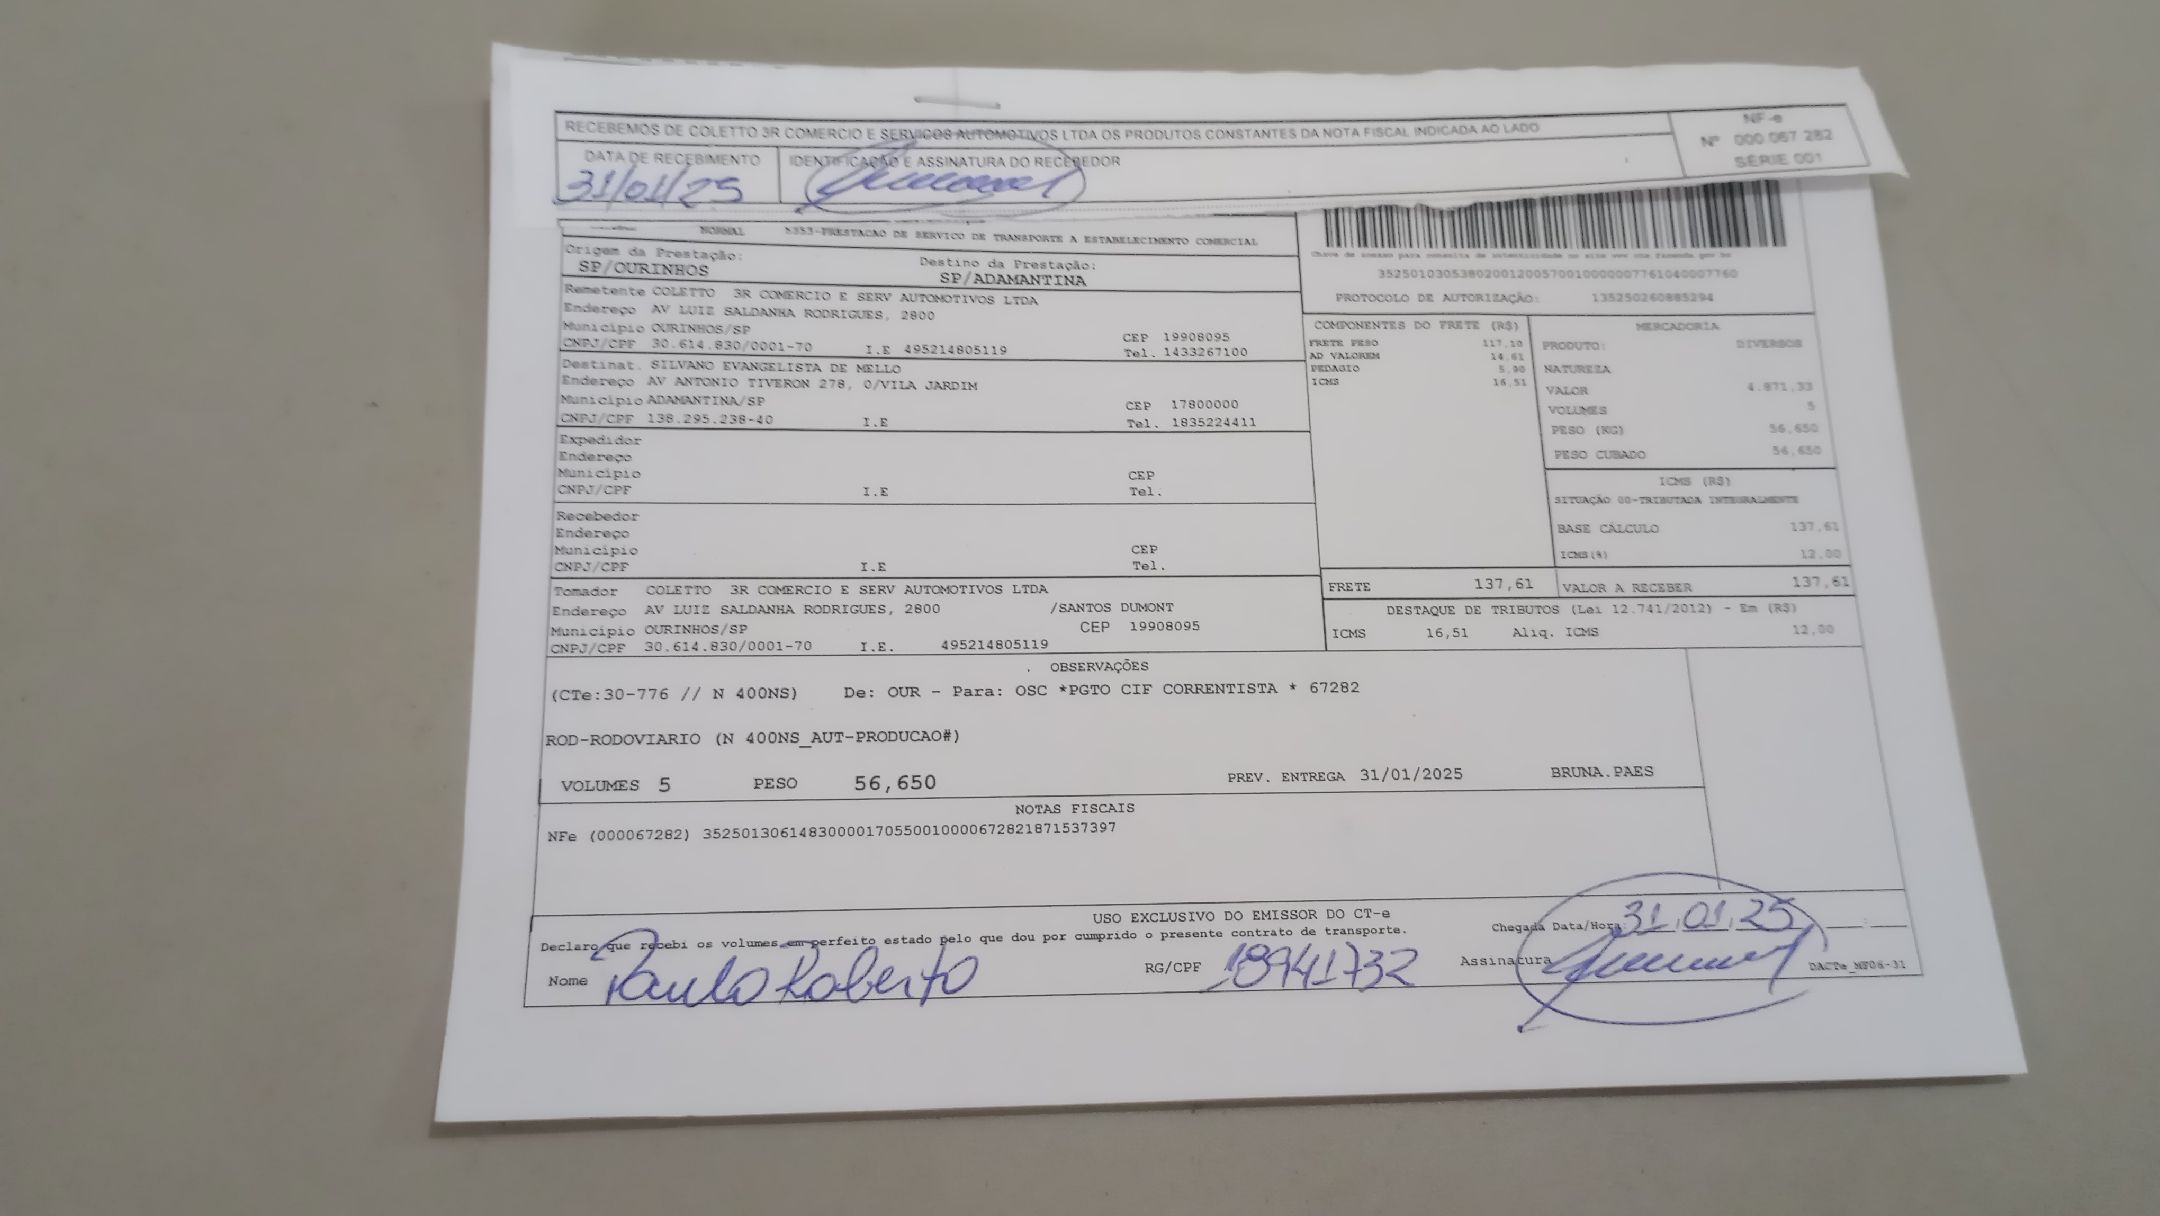 RECEBEMOS DE COLETTO 3R COMERCIO E SERVICOS AUTOMOTIVOS LTDA OS PRODUTOS CONSTANTES DA NOTA FISCAL INDICADA AO LADO
NF-e
Nº 000 067 282
SÉRIE 001
DATA DE RECEBIMENTO
31/01/25
IDENTIFICAÇÃO E ASSINATURA DO RECEBEDOR
NORMAL 5353-PRESTACAO DE SERVICO DE TRANSPORTE A ESTABELECIMENTO COMERCIAL
Origem da Prestação:
SP/OURINHOS
Destino da Prestação:
SP/ADAMANTINA
35250103053802001200570010000007761040007760
PROTOCOLO DE AUTORIZAÇÃO: 135250260885294
Remetente COLETTO 3R COMERCIO E SERV AUTOMOTIVOS LTDA
Endereço AV LUIZ SALDANHA RODRIGUES, 2800
Município OURINHOS/SP CEP 19908095
CNPJ/CPF 30.614.830/0001-70 I.E 495214805119 Tel. 1433267100
Destinat. SILVANO EVANGELISTA DE MELLO
Endereço AV ANTONIO TIVERON 278, 0/VILA JARDIM
Município ADAMANTINA/SP CEP 17800000
CNPJ/CPF 138.295.238-40 I.E Tel. 1835224411
Expedidor
Endereço
Município CEP
CNPJ/CPF I.E Tel.
Recebedor
Endereço
Município CEP
CNPJ/CPF I.E Tel.
Tomador COLETTO 3R COMERCIO E SERV AUTOMOTIVOS LTDA
Endereço AV LUIZ SALDANHA RODRIGUES, 2800 /SANTOS DUMONT
Município OURINHOS/SP CEP 19908095
CNPJ/CPF 30.614.830/0001-70 I.E. 495214805119
COMPONENTES DO FRETE (R$)
FRETE PESO 117,10
AD VALOREM 14,61
PEDAGIO
ICMS 16,51
MERCADORIA
PRODUTO: DIVERSOS
NATUREZA
VALOR 4.871,33
VOLUMES 5
PESO (KG) 56,650
PESO CUBADO 56,650
ICMS (R$)
SITUAÇÃO 00-TRIBUTADA INTEGRALMENTE
BASE CÁLCULO 137,61
ICMS(%) 12,00
FRETE 137,61 VALOR A RECEBER 137,61
DESTAQUE DE TRIBUTOS (Lei 12.741/2012) - Em (R$)
ICMS 16,51 Aliq. ICMS 12,00
OBSERVAÇÕES
(CTe:30-776 // N 400NS) De: OUR - Para: OSC *PGTO CIF CORRENTISTA * 67282
ROD-RODOVIARIO (N 400NS_AUT-PRODUCAO#)
VOLUMES 5 PESO 56,650 PREV. ENTREGA 31/01/2025 BRUNA.PAES
NOTAS FISCAIS
NFe (000067282) 35250130614830000170550010000672821871537397
USO EXCLUSIVO DO EMISSOR DO CT-e
Declaro que recebi os volumes em perfeito estado pelo que dou por cumprido o presente contrato de transporte.
Chegada Data/Hora 31,01,25
Nome Paulo Roberto RG/CPF 18941732 Assinatura
DACTe_MF06-31